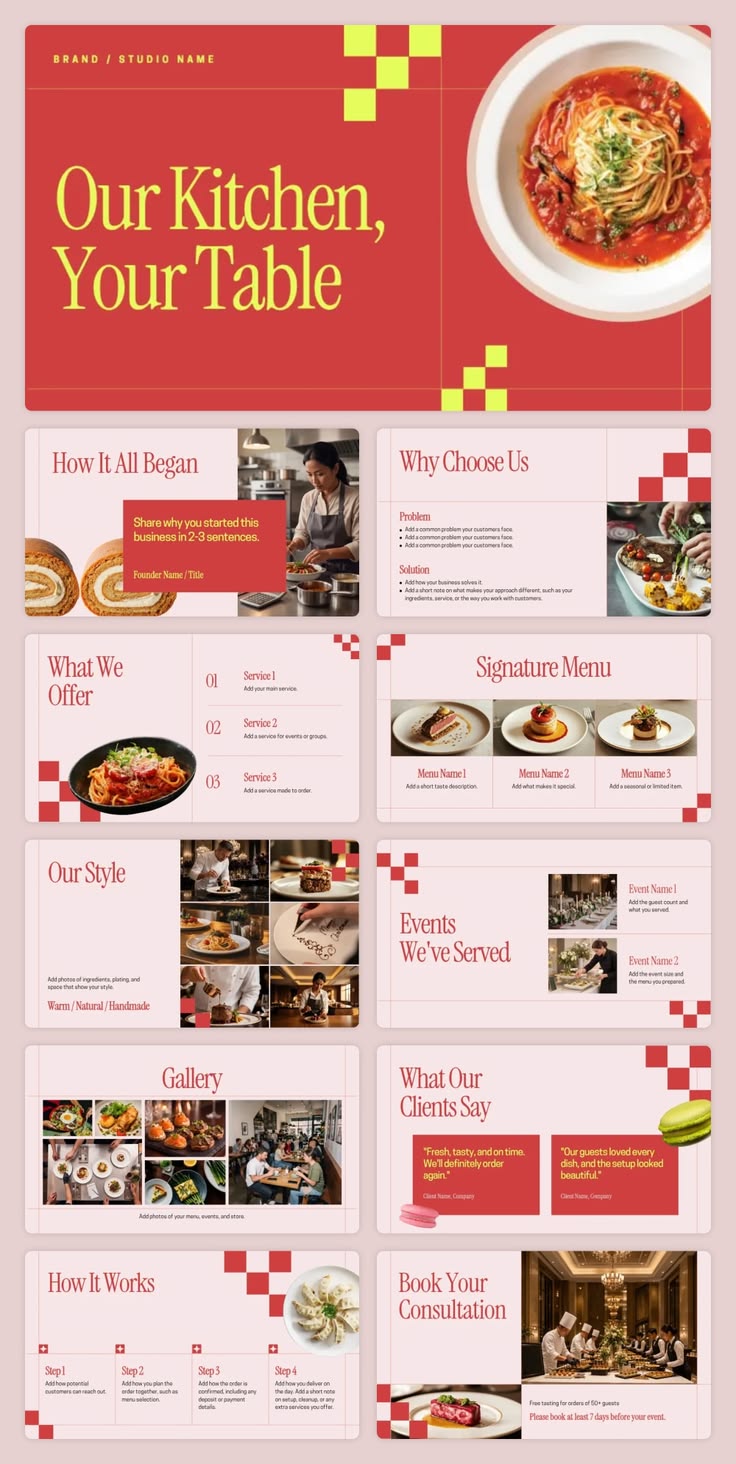 BRAND / STUDIO NAME
Our Kitchen,
Your Table
How It All Began
Share why you started this
business in 2-3 sentences.
Founder Name / Title
Why Choose Us
Problem
• Add a common problem your customers face.
• Add a common problem your customers face.
• Add a common problem your customers face.
Solution
• Add how your business solves it.
• Add a short note on what makes your approach different, such as your
ingredients, service, or the way you work with customers.
What We
Offer
01
Service 1
Add your main service.
02
Service 2
Add a service for events or groups.
03
Service 3
Add a service made to order.
Signature Menu
Menu Name 1
Add a short taste description.
Menu Name 2
Add what makes it special.
Menu Name 3
Add a seasonal or limited item.
Our Style
Add photos of ingredients, plating, and
space that show your style.
Warm / Natural / Handmade
Events
We've Served
Event Name 1
Add the guest count and
what you served.
Event Name 2
Add the event size and
the menu you prepared.
Gallery
Add photos of your menu, events, and store.
What Our
Clients Say
"Fresh, tasty, and on time.
We'll definitely order
again."
Client Name, Company
"Our guests loved every
dish, and the setup looked
beautiful."
Client Name, Company
How It Works
Step 1
Add how potential
customers can reach out.
Step 2
Add how you plan the
order together, such as
menu selection.
Step 3
Add how the order is
confirmed, including any
deposit or payment
details.
Step 4
Add how you deliver on
the day. Add a short note
on setup, cleanup, or any
extra services you offer.
Book Your
Consultation
Free tasting for orders of 50+ guests
Please book at least 7 days before your event.